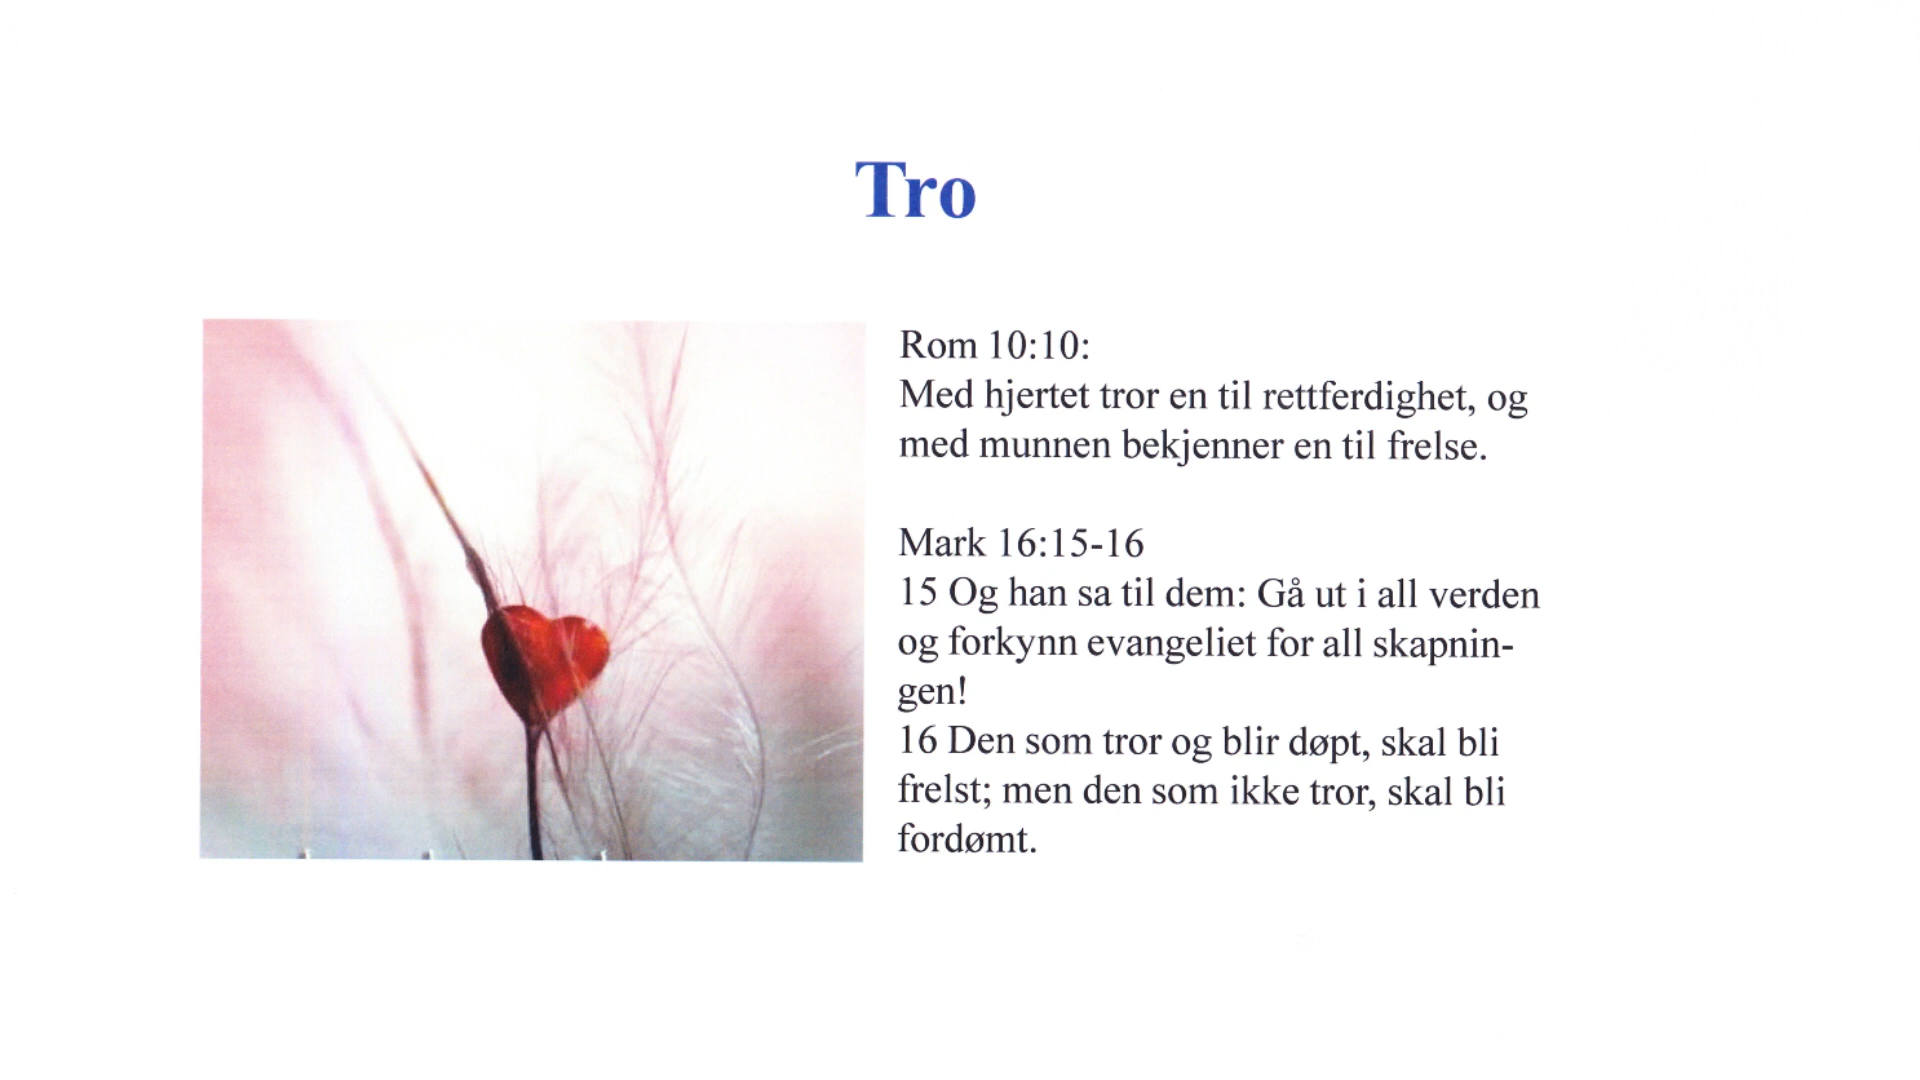 Tro
Rom 10:10:
Med hjertet tror en til rettferdighet, og
med munnen bekjenner en til frelse.
Mark 16:15-16
15 Og han sa til dem: Gå ut i all verden
og forkynn evangeliet for all skapnin-
gen!
16 Den som tror og blir døpt, skal bli
frelst; men den som ikke tror, skal bli
fordømt.